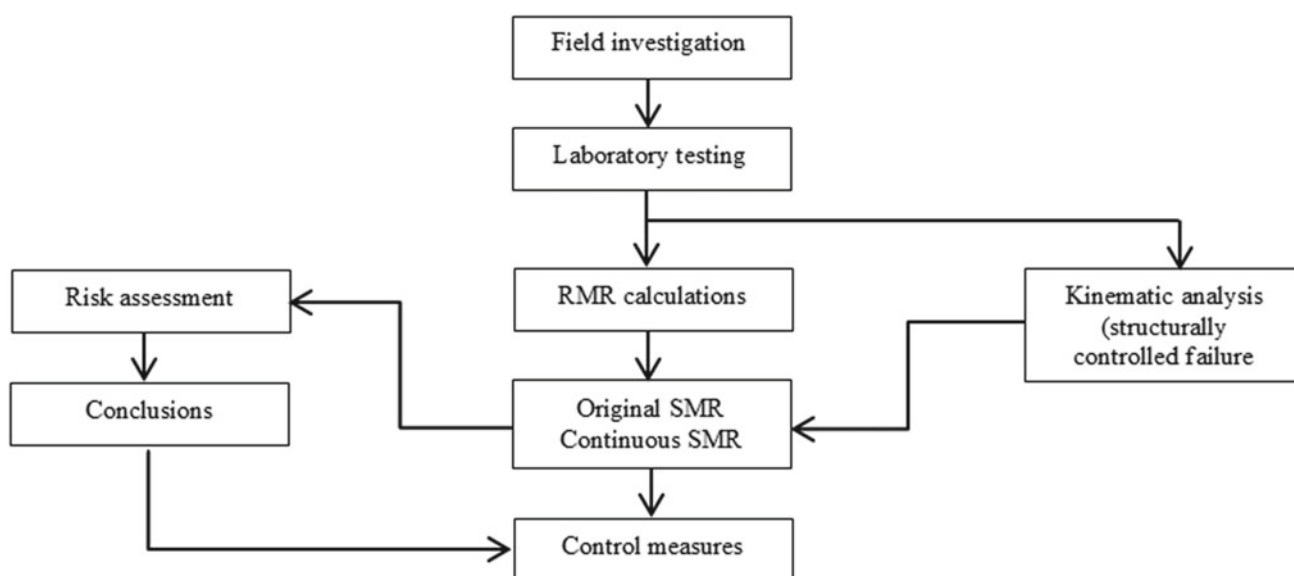 Field investigation
Laboratory testing
RMR calculations
Kinematic analysis
(structurally
controlled failure
Risk assessment
Original SMR
Continuous SMR
Conclusions
Control measures